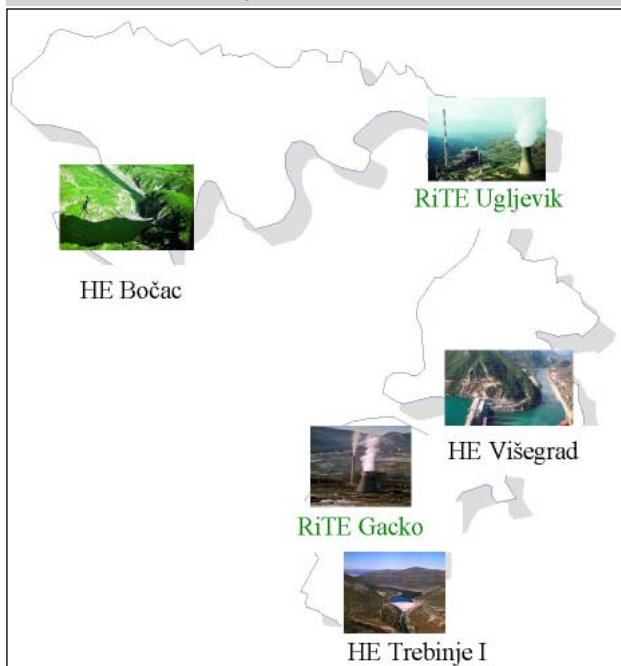 RiTE Ugljevik
HE Bočac
HE Višegrad
RiTE Gacko
HE Trebinje I